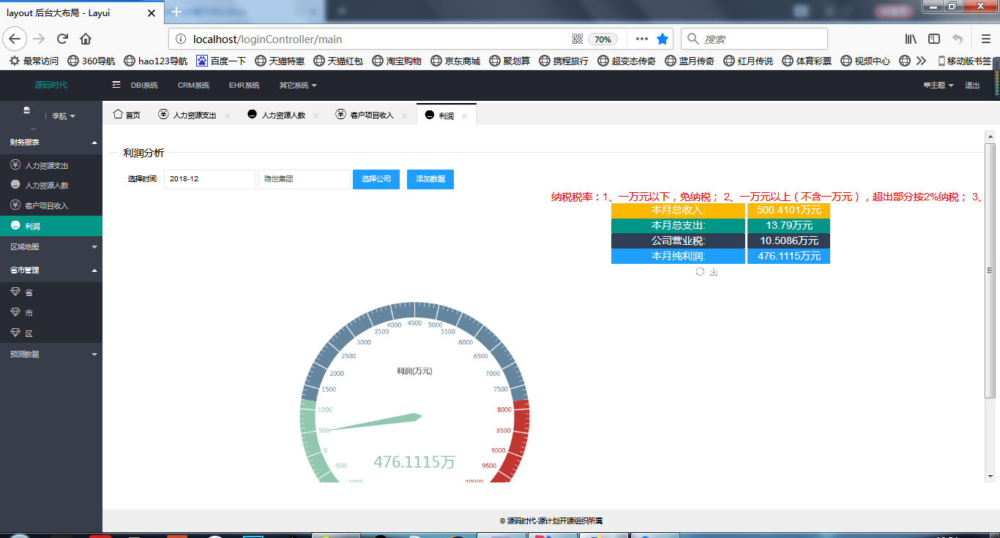 layout 后台大布局 - Layui
localhost/loginController/main
70%
搜索
最常访问 360导航 hao123导航 百度一下 天猫特惠 天猫红包 淘宝购物 京东商城 聚划算 携程旅行 超变态传奇 蓝月传奇 红月传说 体育彩票 视频中心 移动版书签
源码时代 DBI系统 CRM系统 EHR系统 其它系统 主题 退出
李航
首页 人力资源支出 人力资源人数 客户项目收入 利润
财务报表
人力资源支出
人力资源人数
客户项目收入
利润
区域地图
省市管理
省
市
区
预测数据
利润分析
选择时间 2018-12 隐世集团 选择公司 添加数据
纳税税率：1、一万元以下，免纳税； 2、一万元以上（不含一万元），超出部分按2%纳税； 3、
本月总收入: 500.4101万元
本月总支出: 13.79万元
公司营业税: 10.5086万元
本月纯利润: 476.1115万元
4000 4500 5000
3500 5500
3000 6000
2500 6500
2000 7000
利润(万元)
1500 7500
1000 8000
500 8500
0 9000
-500 9500
476.1115万
10000
© 源码时代-源计划开源组织所属